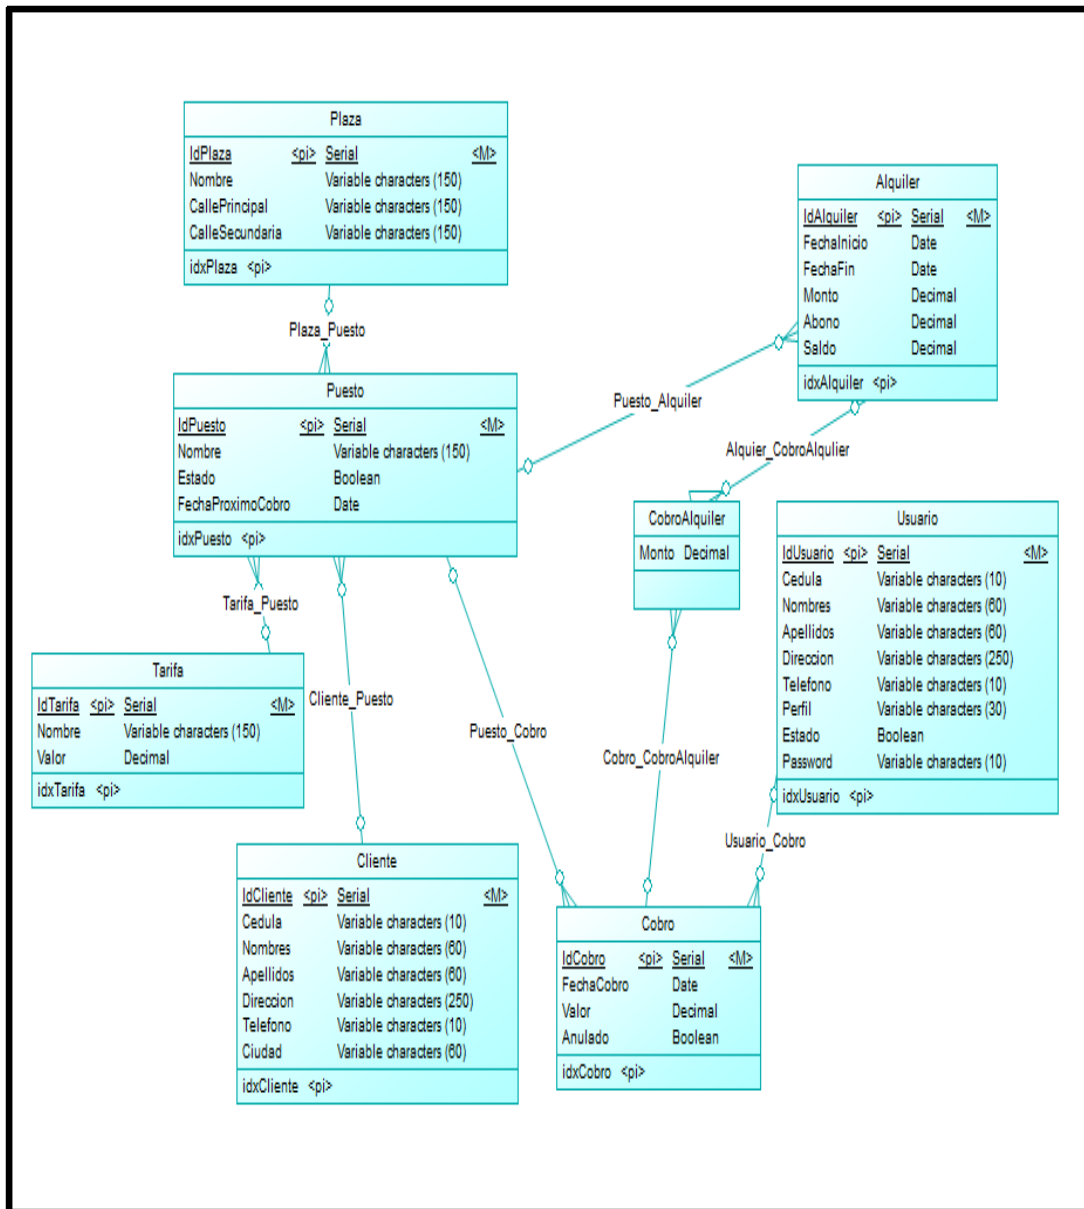 Plaza
IdPlaza <pi> Serial <M>
Nombre Variable characters (150)
CallePrincipal Variable characters (150)
CalleSecundaria Variable characters (150)
idxPlaza <pi>
Plaza_Puesto
Puesto
IdPuesto <pi> Serial <M>
Nombre Variable characters (150)
Estado Boolean
FechaProximoCobro Date
idxPuesto <pi>
Alquiler
IdAlquiler <pi> Serial <M>
FechaInicio Date
FechaFin Date
Monto Decimal
Abono Decimal
Saldo Decimal
idxAlquiler <pi>
Puesto_Alquiler
Alquier_CobroAlqulier
CobroAlquiler
Monto Decimal
Usuario
IdUsuario <pi> Serial <M>
Cedula Variable characters (10)
Nombres Variable characters (60)
Apellidos Variable characters (60)
Direccion Variable characters (250)
Telefono Variable characters (10)
Perfil Variable characters (30)
Estado Boolean
Password Variable characters (10)
idxUsuario <pi>
Tarifa_Puesto
Tarifa
IdTarifa <pi> Serial <M>
Nombre Variable characters (150)
Valor Decimal
idxTarifa <pi>
Cliente_Puesto
Puesto_Cobro
Cobro_CobroAlquiler
Usuario_Cobro
Cliente
IdCliente <pi> Serial <M>
Cedula Variable characters (10)
Nombres Variable characters (60)
Apellidos Variable characters (60)
Direccion Variable characters (250)
Telefono Variable characters (10)
Ciudad Variable characters (60)
idxCliente <pi>
Cobro
IdCobro <pi> Serial <M>
FechaCobro Date
Valor Decimal
Anulado Boolean
idxCobro <pi>